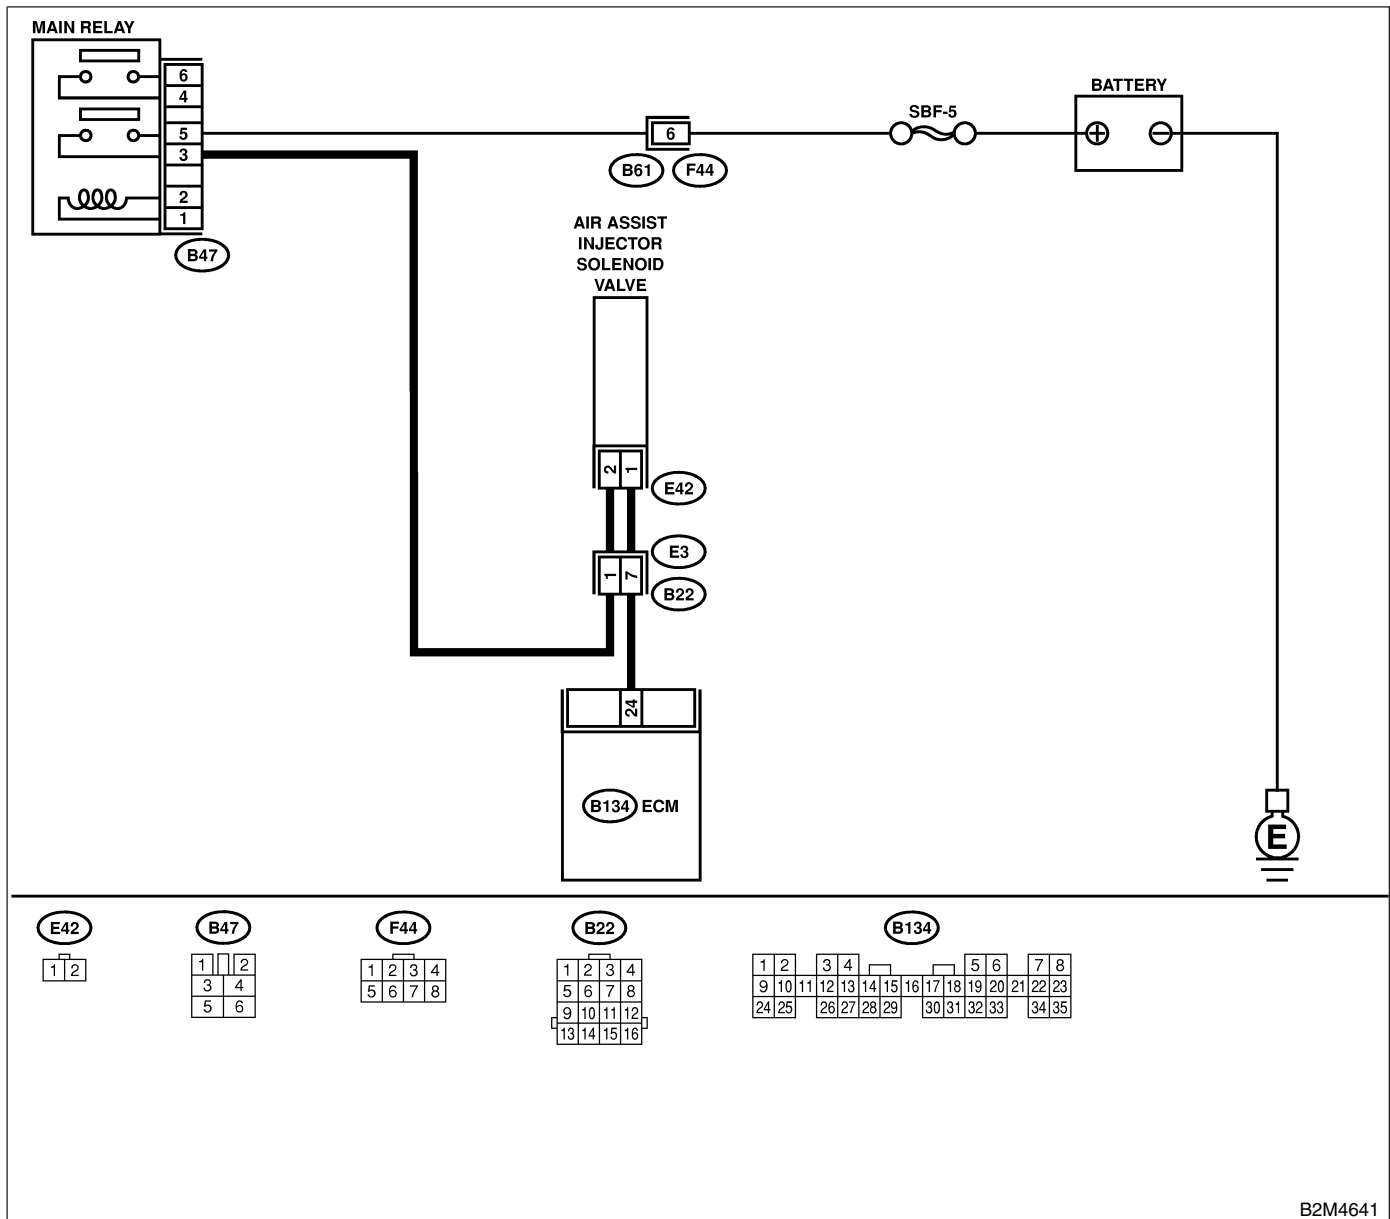 MAIN RELAY
6
4
5
3
2
1
B47
6
B61 F44
SBF-5
BATTERY
+ −
AIR ASSIST
INJECTOR
SOLENOID
VALVE
2 1
E42
E3
1 7
B22
24
B134 ECM
E
E42
1 2
B47
1 2
3 4
5 6
F44
1 2 3 4
5 6 7 8
B22
1 2 3 4
5 6 7 8
9 10 11 12
13 14 15 16
B134
1 2 3 4 5 6 7 8
9 10 11 12 13 14 15 16 17 18 19 20 21 22 23
24 25 26 27 28 29 30 31 32 33 34 35
B2M4641